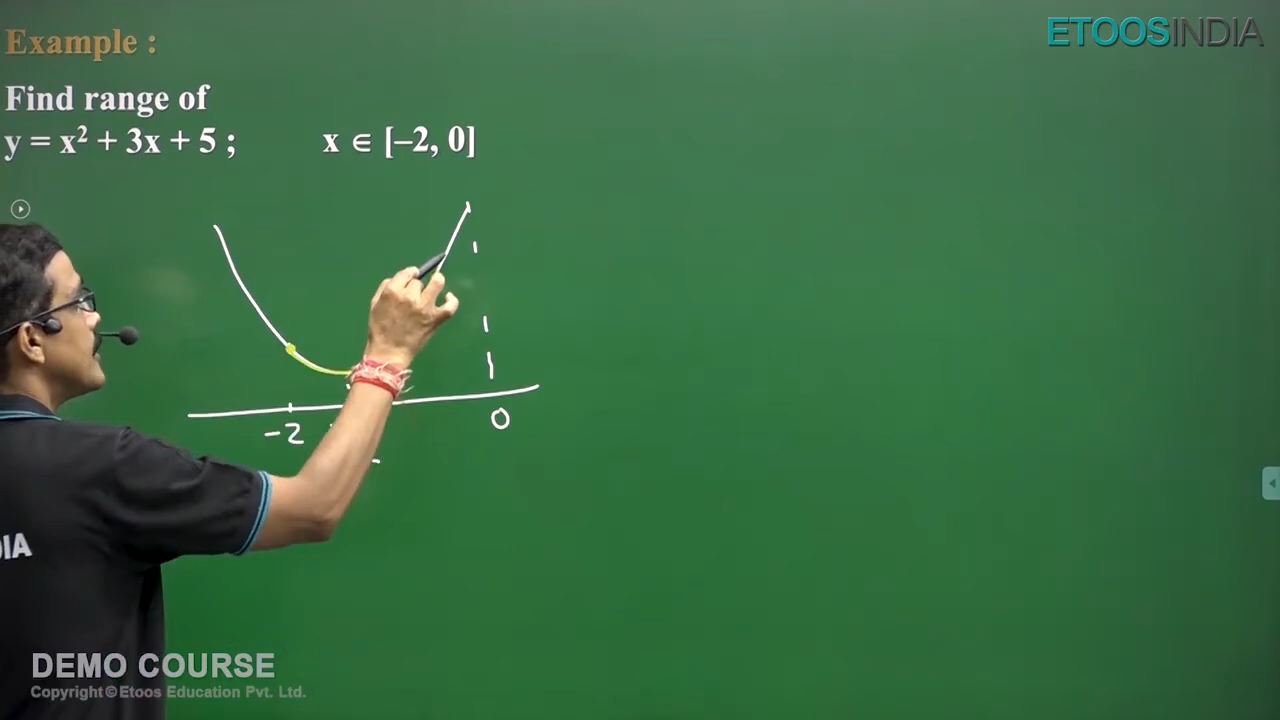 ETOOSINDIA
Example :
Find range of
y = x² + 3x + 5 ; x ∈ [–2, 0]
-2 0
IA
DEMO COURSE
Copyright © Etoos Education Pvt. Ltd.